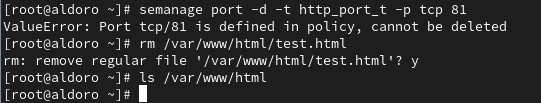 [root@aldoro ~]# semanage port -d -t http_port_t -p tcp 81
ValueError: Port tcp/81 is defined in policy, cannot be deleted
[root@aldoro ~]# rm /var/www/html/test.html
rm: remove regular file '/var/www/html/test.html'? y
[root@aldoro ~]# ls /var/www/html
[root@aldoro ~]#